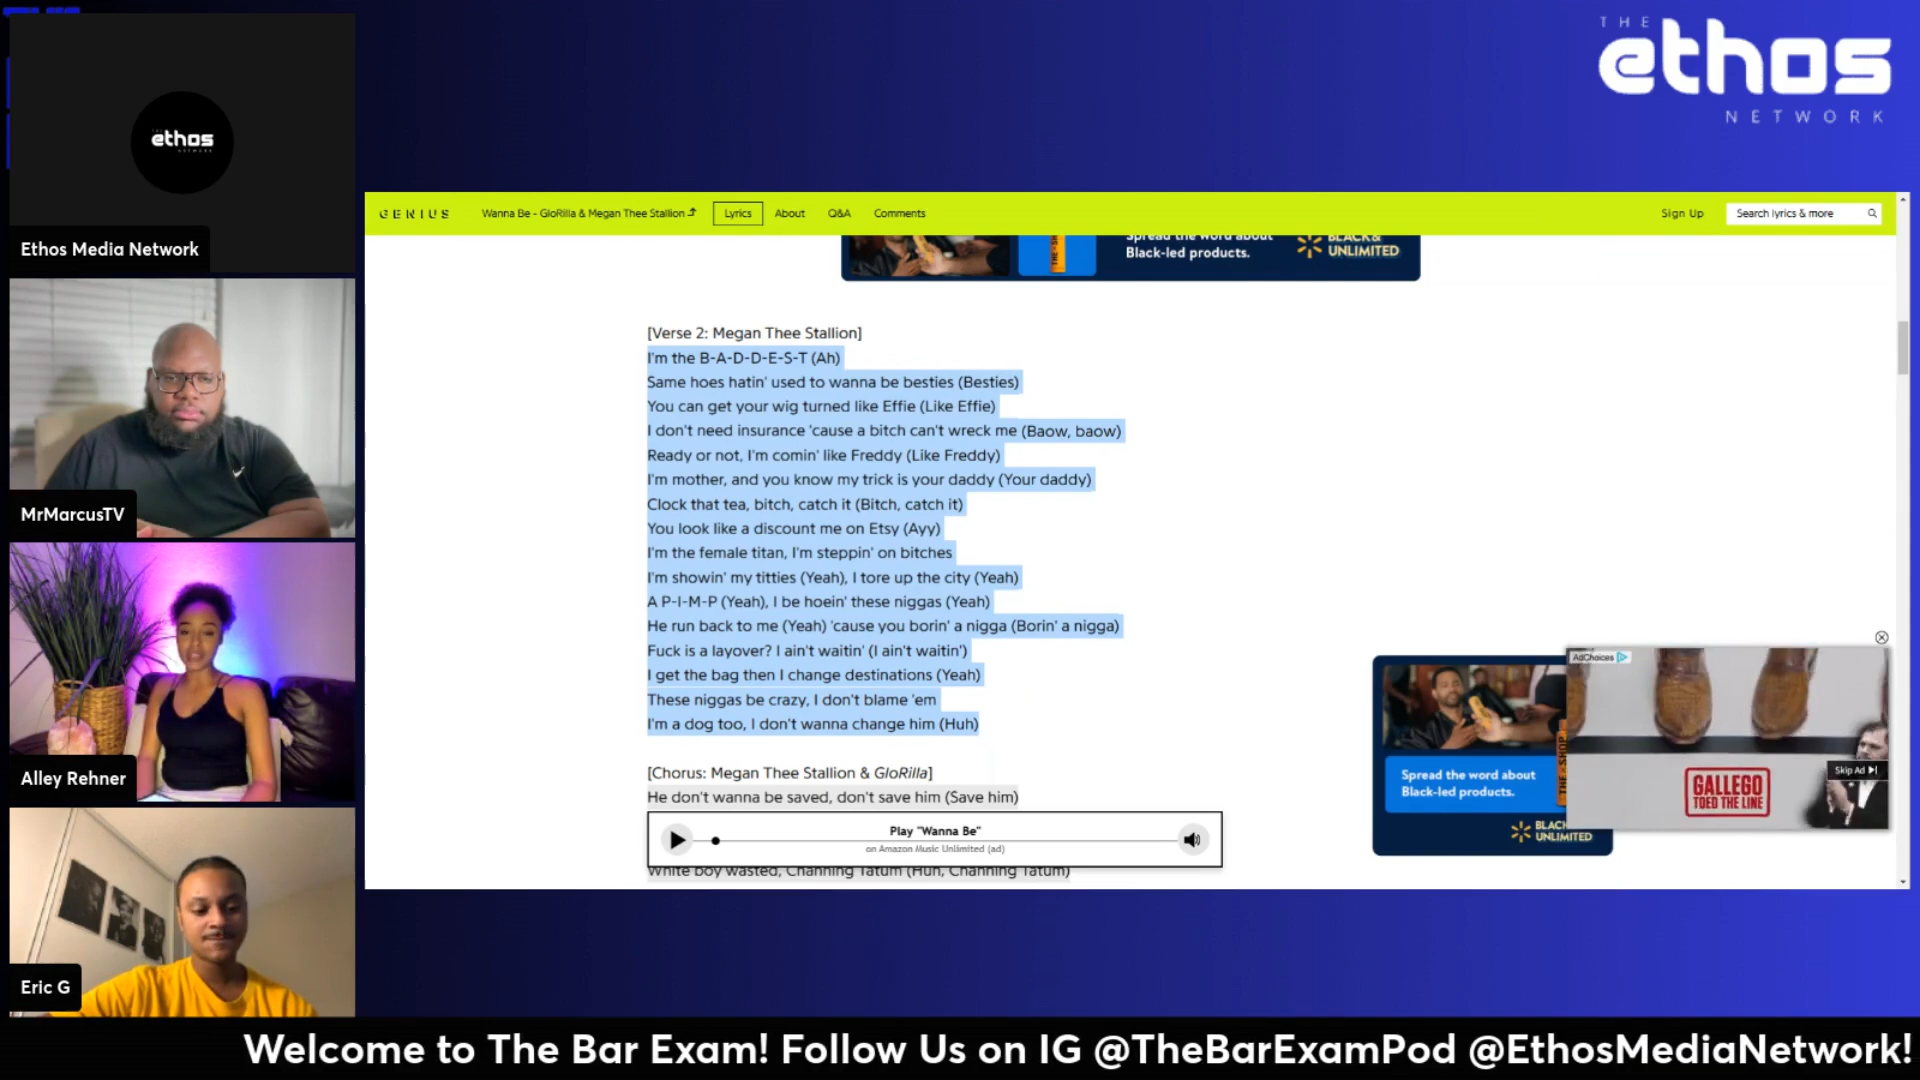 THE
ethos
NETWORK
ethos
Ethos Media Network
MrMarcusTV
Alley Rehner
Eric G
GENIUS
Wanna Be - GloRilla & Megan Thee Stallion
Lyrics
About
Q&A
Comments
Sign Up
Search lyrics & more
Spread the word about
Black-led products.
THE SHOP
BLACK &
UNLIMITED
[Verse 2: Megan Thee Stallion]
I'm the B-A-D-D-E-S-T (Ah)
Same hoes hatin' used to wanna be besties (Besties)
You can get your wig turned like Effie (Like Effie)
I don't need insurance 'cause a bitch can't wreck me (Baow, baow)
Ready or not, I'm comin' like Freddy (Like Freddy)
I'm mother, and you know my trick is your daddy (Your daddy)
Clock that tea, bitch, catch it (Bitch, catch it)
You look like a discount me on Etsy (Ayy)
I'm the female titan, I'm steppin' on bitches
I'm showin' my titties (Yeah), I tore up the city (Yeah)
A P-I-M-P (Yeah), I be hoein' these niggas (Yeah)
He run back to me (Yeah) 'cause you borin' a nigga (Borin' a nigga)
Fuck is a layover? I ain't waitin' (I ain't waitin')
I get the bag then I change destinations (Yeah)
These niggas be crazy, I don't blame 'em
I'm a dog too, I don't wanna change him (Huh)
[Chorus: Megan Thee Stallion & GloRilla]
He don't wanna be saved, don't save him (Save him)
Play "Wanna Be"
on Amazon Music Unlimited (ad)
White boy wasted, Channing Tatum (Huh, Channing Tatum)
AdChoices
Skip Ad
GALLEGO
TOED THE LINE
Spread the word about
Black-led products.
THE SHOP
BLACK
UNLIMITED
Welcome to The Bar Exam! Follow Us on IG @TheBarExamPod @EthosMediaNetwork!